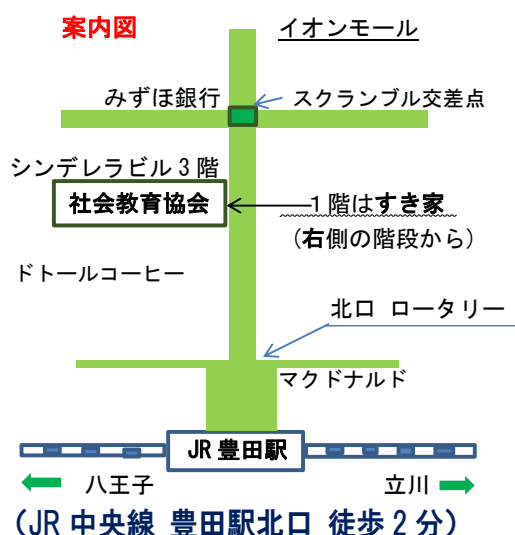 案内図
イオンモール
みずほ銀行
スクランブル交差点
シンデレラビル3階
社会教育協会
1階はすき家
(右側の階段から)
ドトールコーヒー
北口 ロータリー
マクドナルド
JR豊田駅
八王子
立川
(JR中央線 豊田駅北口 徒歩2分)